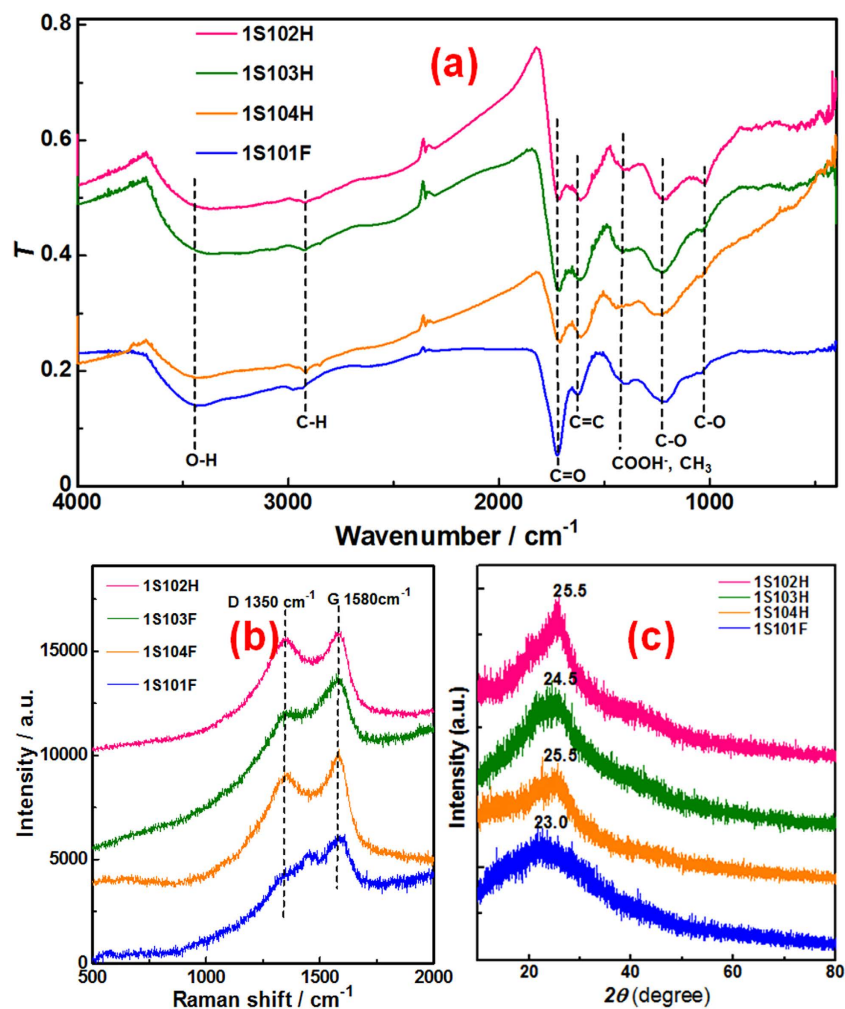 0.8
1S102H
1S103H
1S104H
1S101F
(a)
0.6
0.4
0.2
0
T
O-H
C-H
C=O
C=C
COOH⁻, CH₃
C-O
C-O
4000
3000
2000
1000
Wavenumber / cm⁻¹
1S102H
1S103F
1S104F
1S101F
D 1350 cm⁻¹
G 1580cm⁻¹
(b)
15000
10000
5000
0
Intensity / a.u.
500
1000
1500
2000
Raman shift / cm⁻¹
1S102H
1S103H
1S104H
1S101F
(c)
25.5
24.5
25.5
23.0
Intensity (a.u.)
20
40
60
80
2θ (degree)